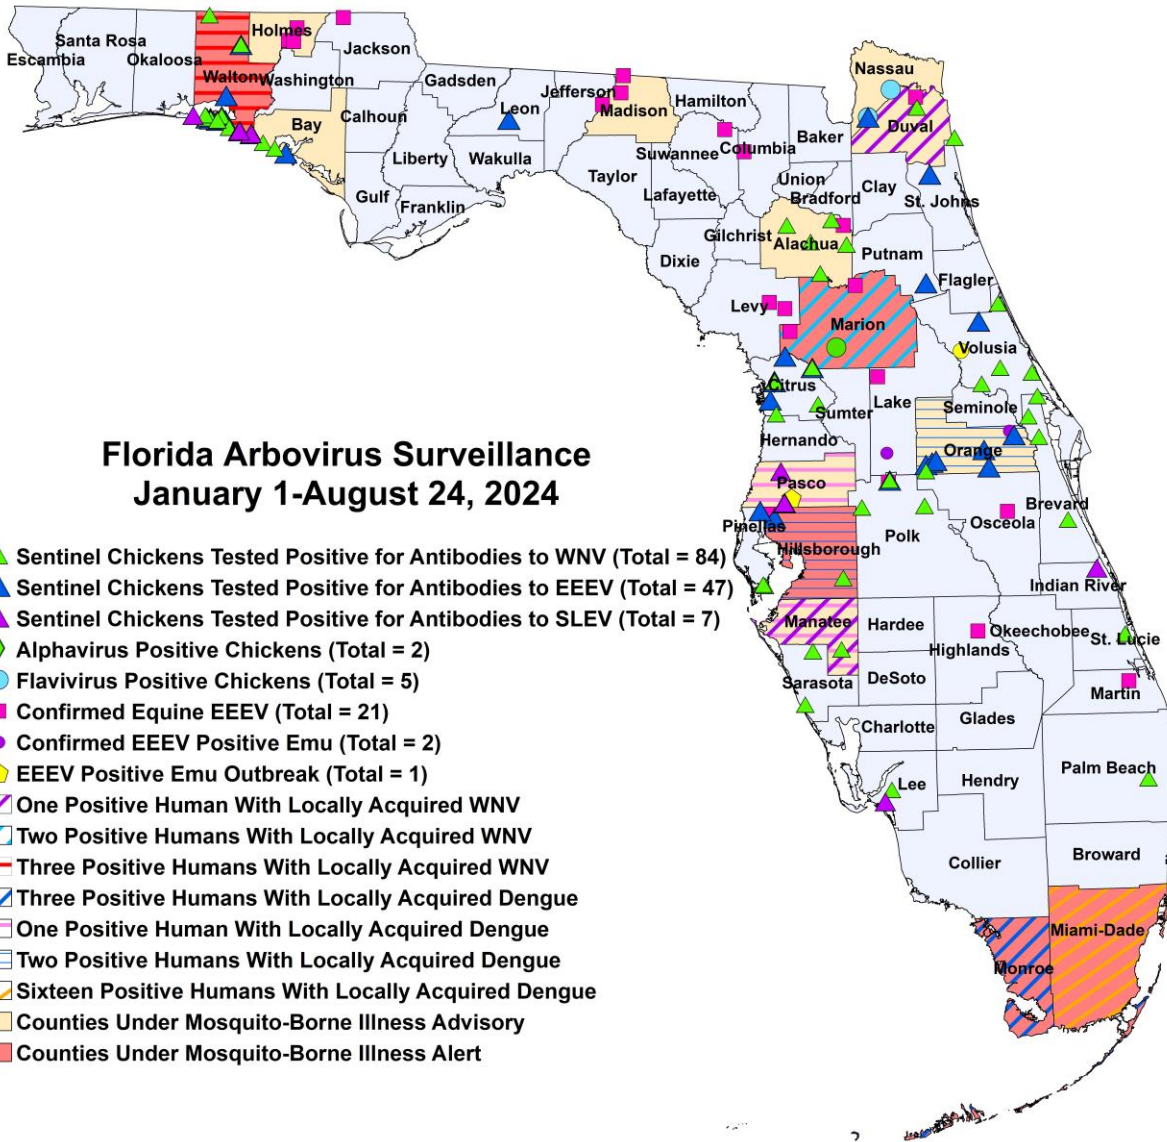 Escambia
Santa Rosa
Okaloosa
Walton
Holmes
Washington
Jackson
Bay
Calhoun
Gadsden
Liberty
Gulf
Franklin
Leon
Wakulla
Jefferson
Madison
Taylor
Hamilton
Suwannee
Lafayette
Columbia
Baker
Nassau
Duval
Union
Bradford
Clay
St. Johns
Gilchrist
Alachua
Dixie
Putnam
Flagler
Levy
Marion
Volusia
Citrus
Sumter
Lake
Seminole
Hernando
Orange
Florida Arbovirus Surveillance
January 1-August 24, 2024
Pasco
Pinellas
Hillsborough
Polk
Osceola
Brevard
Indian River
Sentinel Chickens Tested Positive for Antibodies to WNV (Total = 84)
Sentinel Chickens Tested Positive for Antibodies to EEEV (Total = 47)
Sentinel Chickens Tested Positive for Antibodies to SLEV (Total = 7)
Alphavirus Positive Chickens (Total = 2)
Flavivirus Positive Chickens (Total = 5)
Confirmed Equine EEEV (Total = 21)
Confirmed EEEV Positive Emu (Total = 2)
EEEV Positive Emu Outbreak (Total = 1)
One Positive Human With Locally Acquired WNV
Two Positive Humans With Locally Acquired WNV
Three Positive Humans With Locally Acquired WNV
Three Positive Humans With Locally Acquired Dengue
One Positive Human With Locally Acquired Dengue
Two Positive Humans With Locally Acquired Dengue
Sixteen Positive Humans With Locally Acquired Dengue
Counties Under Mosquito-Borne Illness Advisory
Counties Under Mosquito-Borne Illness Alert
Manatee
Hardee
Highlands
Okeechobee
St. Lucie
Sarasota
DeSoto
Martin
Charlotte
Glades
Lee
Hendry
Palm Beach
Collier
Broward
Miami-Dade
Monroe